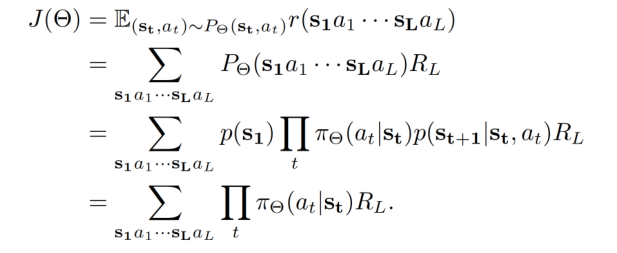 J(Θ) = 𝔼_{(𝐬_𝐭,a_t)∼P_Θ(𝐬_𝐭,a_t)} r(𝐬_𝟏a_1 ⋯ 𝐬_𝐋a_L)
= ∑_{𝐬_𝟏a_1⋯𝐬_𝐋a_L} P_Θ(𝐬_𝟏a_1 ⋯ 𝐬_𝐋a_L)R_L
= ∑_{𝐬_𝟏a_1⋯𝐬_𝐋a_L} p(𝐬_𝟏) ∏_t π_Θ(a_t|𝐬_𝐭)p(𝐬_{𝐭+𝟏}|𝐬_𝐭, a_t)R_L
= ∑_{𝐬_𝟏a_1⋯𝐬_𝐋a_L} ∏_t π_Θ(a_t|𝐬_𝐭)R_L.